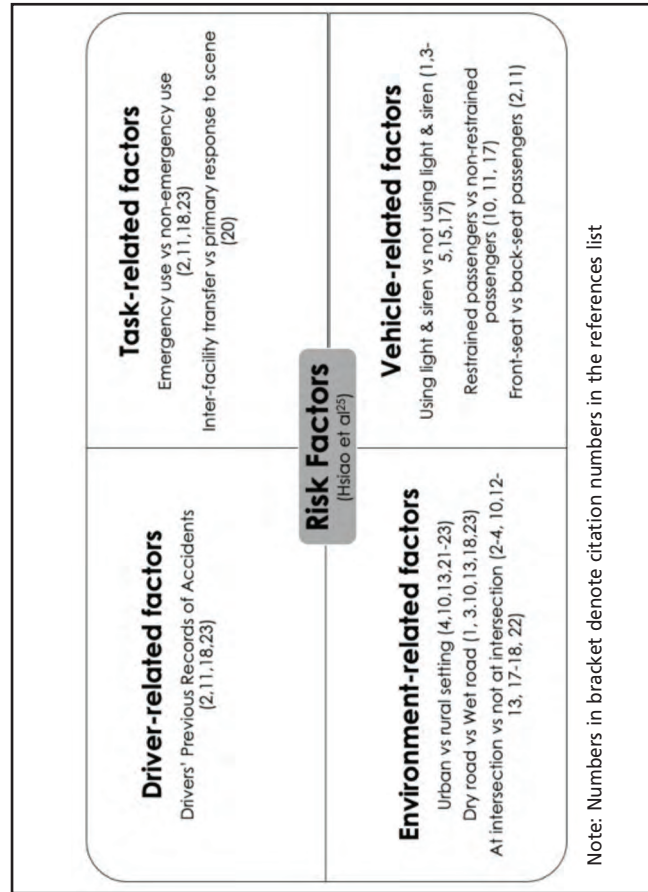 Driver-related factors
Drivers' Previous Records of Accidents
(2,11,18,23)
Task-related factors
Emergency use vs non-emergency use
(2,11,18,23)
Inter-facility transfer vs primary response to scene
(20)
Risk Factors
(Hsiao et al25)
Environment-related factors
Urban vs rural setting (4,10,13,21-23)
Dry road vs Wet road (1, 3.10,13,18,23)
At intersection vs not at intersection (2-4, 10,12-
13, 17-18, 22)
Vehicle-related factors
Using light & siren vs not using light & siren (1,3-
5,15,17)
Restrained passengers vs non-restrained
passengers (10, 11, 17)
Front-seat vs back-seat passengers (2,11)
Note: Numbers in bracket denote citation numbers in the references list